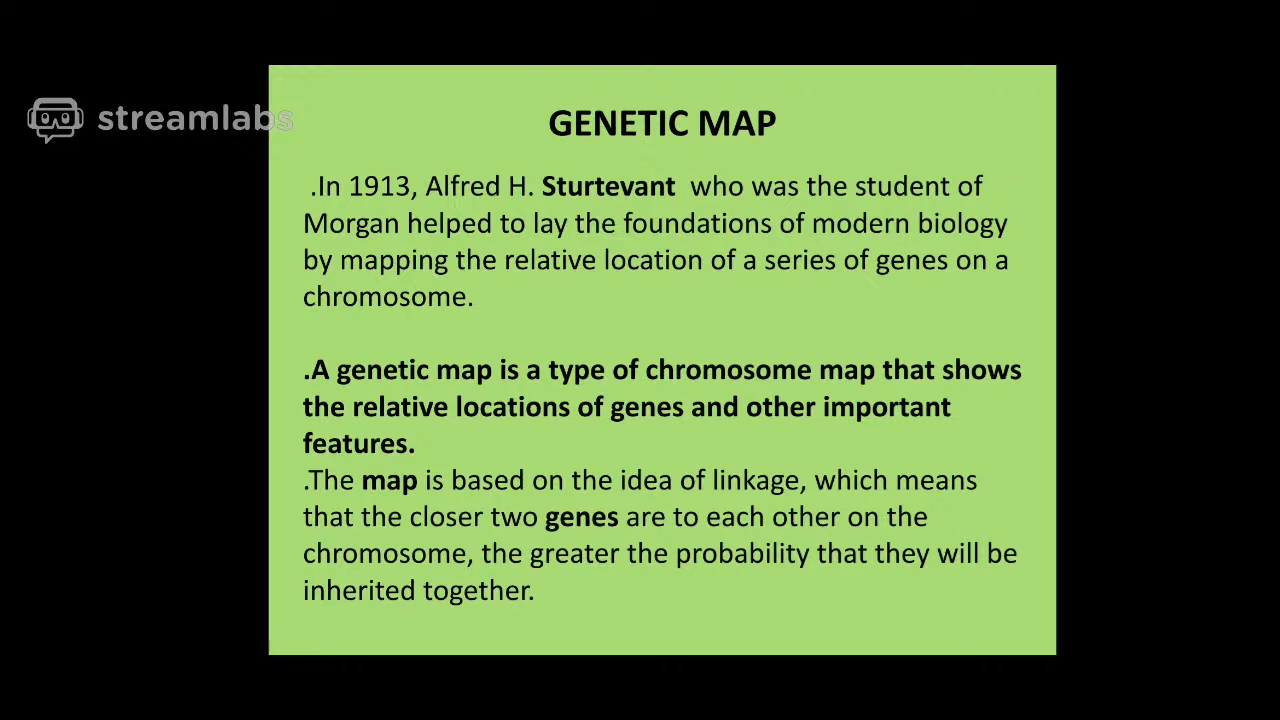 streamlabs
GENETIC MAP
.In 1913, Alfred H. Sturtevant who was the student of
Morgan helped to lay the foundations of modern biology
by mapping the relative location of a series of genes on a
chromosome.
.A genetic map is a type of chromosome map that shows
the relative locations of genes and other important
features.
.The map is based on the idea of linkage, which means
that the closer two genes are to each other on the
chromosome, the greater the probability that they will be
inherited together.